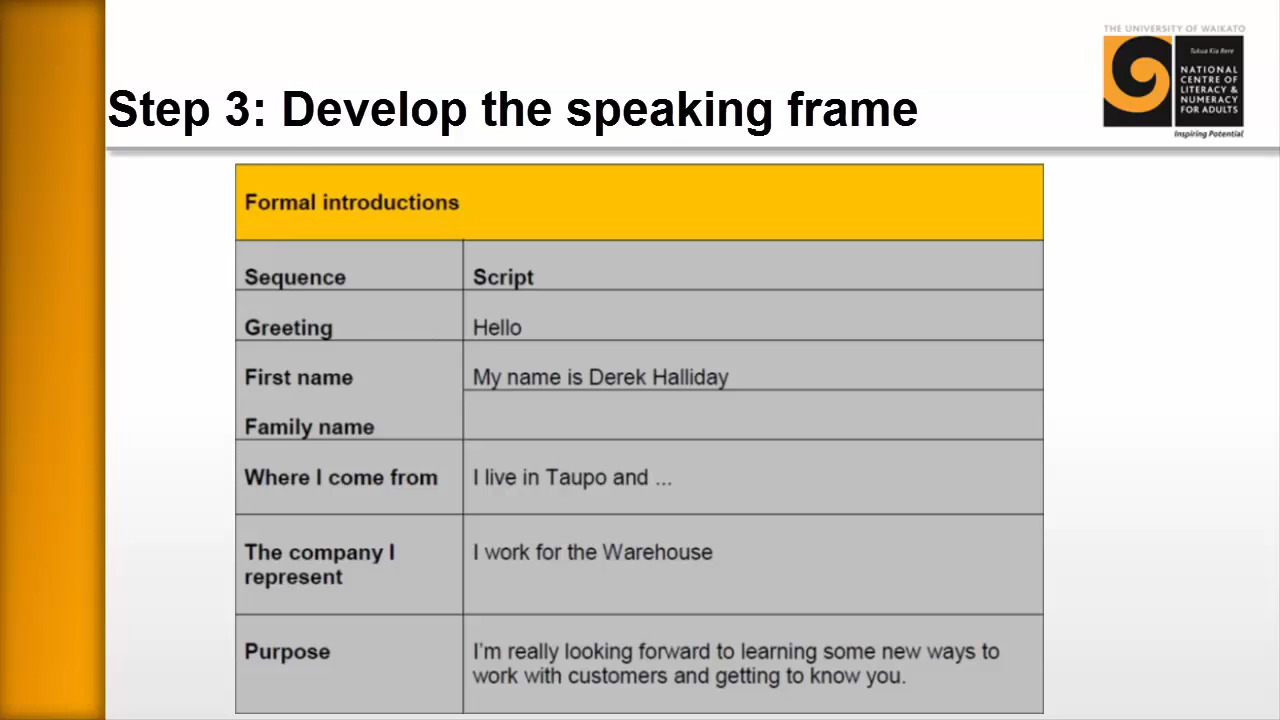 THE UNIVERSITY OF WAIKATO
Tukua Kia Rere
NATIONAL
CENTRE OF
LITERACY &
NUMERACY
FOR ADULTS
Inspiring Potential
Step 3: Develop the speaking frame
Formal introductions
Sequence Script
Greeting Hello
First name My name is Derek Halliday
Family name
Where I come from I live in Taupo and ...
The company I I work for the Warehouse
represent
Purpose I'm really looking forward to learning some new ways to
work with customers and getting to know you.